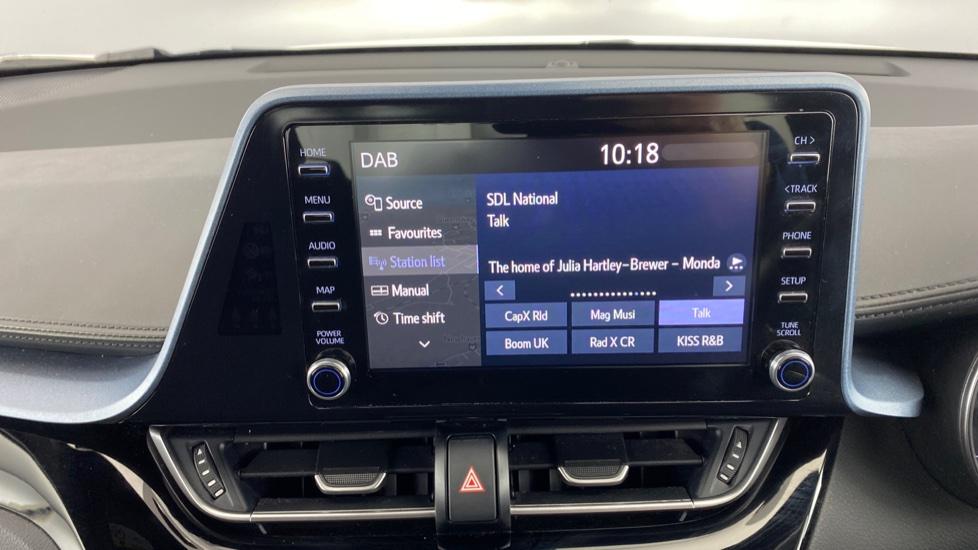 DAB
10:18
HOME
MENU
AUDIO
MAP
POWER
VOLUME
Source
Favourites
Station list
Manual
Time shift
SDL National
Talk
The home of Julia Hartley-Brewer - Monda
CapX Rld
Mag Musi
Talk
Boom UK
Rad X CR
KISS R&B
CH >
< TRACK
PHONE
SETUP
TUNE
SCROLL